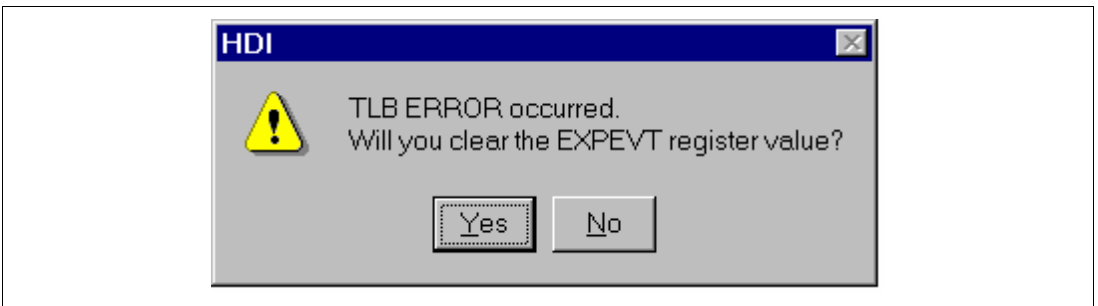 HDI
TLB ERROR occurred.
Will you clear the EXPEVT register value?
Yes
No